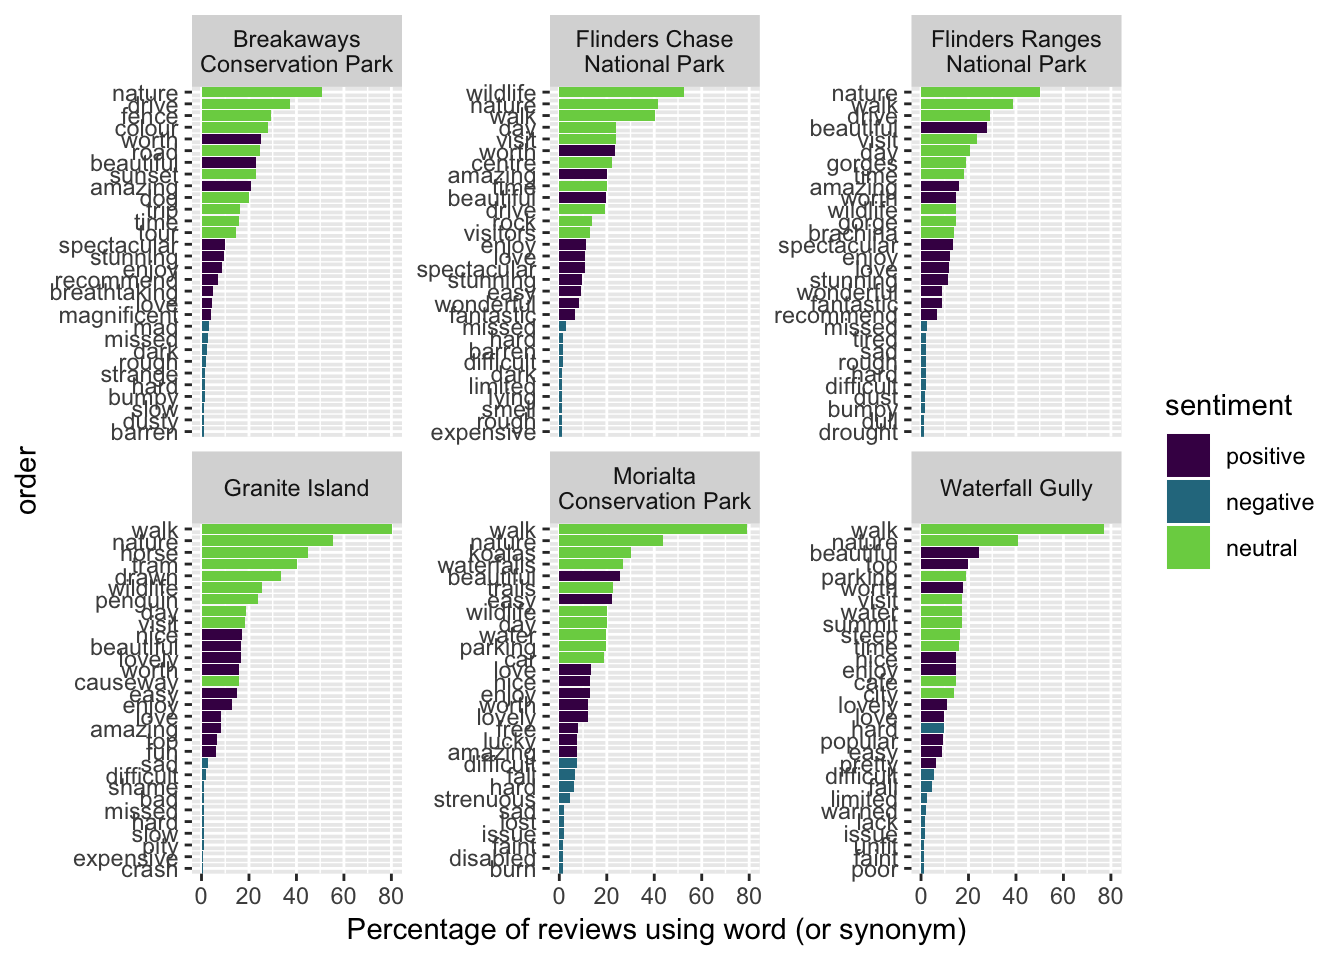 Breakaways
Conservation Park
nature
drive
fence
colour
worth
road
beautiful
sunset
amazing
dog
trip
time
tour
spectacular
stunning
enjoy
recommend
breathtaking
love
magnificent
mad
missed
dark
rough
strange
hard
bumpy
slow
dusty
barren
Flinders Chase
National Park
wildlife
nature
walk
day
visit
worth
centre
amazing
time
beautiful
drive
rock
visitors
enjoy
love
spectacular
stunning
easy
wonderful
fantastic
missed
hard
barren
difficult
dark
limited
lying
smell
rough
expensive
Flinders Ranges
National Park
nature
walk
drive
beautiful
visit
day
gorges
time
amazing
worth
wildlife
gorge
brachina
spectacular
enjoy
love
stunning
wonderful
fantastic
recommend
missed
tired
sad
rough
hard
difficult
dust
bumpy
dull
drought
order
Granite Island
walk
nature
horse
tram
drawn
wildlife
penguin
day
visit
nice
beautiful
lovely
worth
causeway
easy
enjoy
love
amazing
top
fun
sad
difficult
shame
bad
missed
hard
slow
pity
expensive
crash
0 20 40 60 80
Morialta
Conservation Park
walk
nature
koalas
waterfalls
beautiful
trails
easy
wildlife
day
water
parking
car
love
nice
enjoy
worth
lovely
free
lucky
amazing
difficult
fall
hard
strenuous
sad
lost
issue
faint
disabled
burn
0 20 40 60 80
Waterfall Gully
walk
nature
beautiful
top
parking
worth
visit
water
summit
steep
time
nice
enjoy
cafe
city
lovely
love
hard
popular
easy
pretty
difficult
fall
limited
warned
lack
issue
unfit
faint
poor
0 20 40 60 80
Percentage of reviews using word (or synonym)
sentiment
positive
negative
neutral